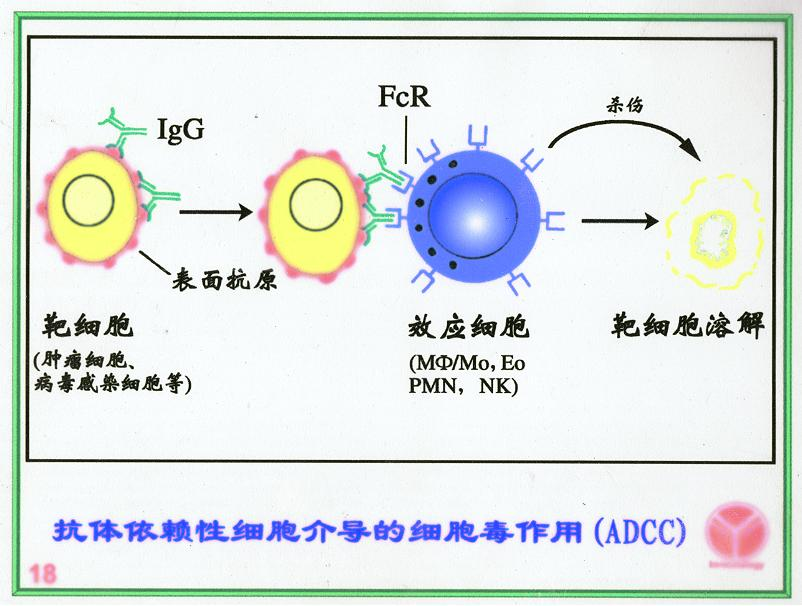 FcR
杀伤
IgG
表面抗原
靶细胞
(肿瘤细胞、
病毒感染细胞等)
效应细胞
(MΦ/Mo, Eo
PMN, NK)
靶细胞溶解
抗体依赖性细胞介导的细胞毒作用(ADCC)
18